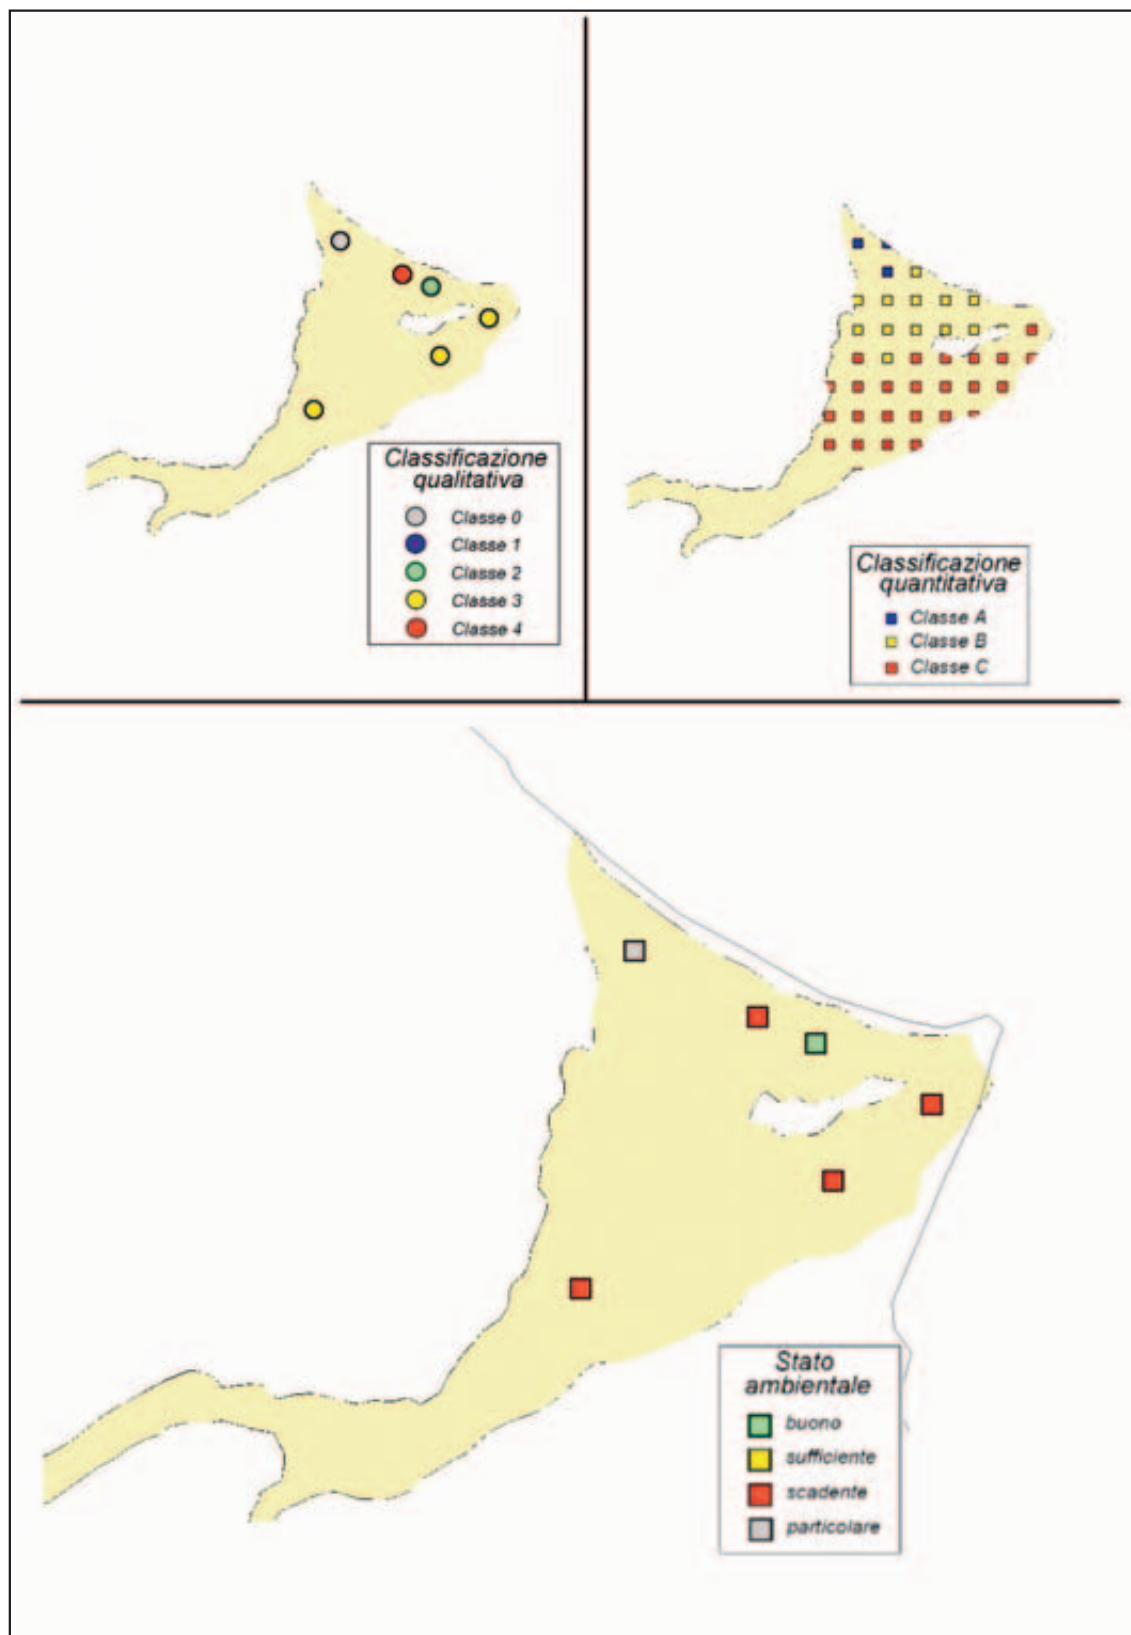 Classificazione
qualitativa
Classe 0
Classe 1
Classe 2
Classe 3
Classe 4
Classificazione
quantitativa
Classe A
Classe B
Classe C
Stato
ambientale
buono
sufficiente
scadente
particolare